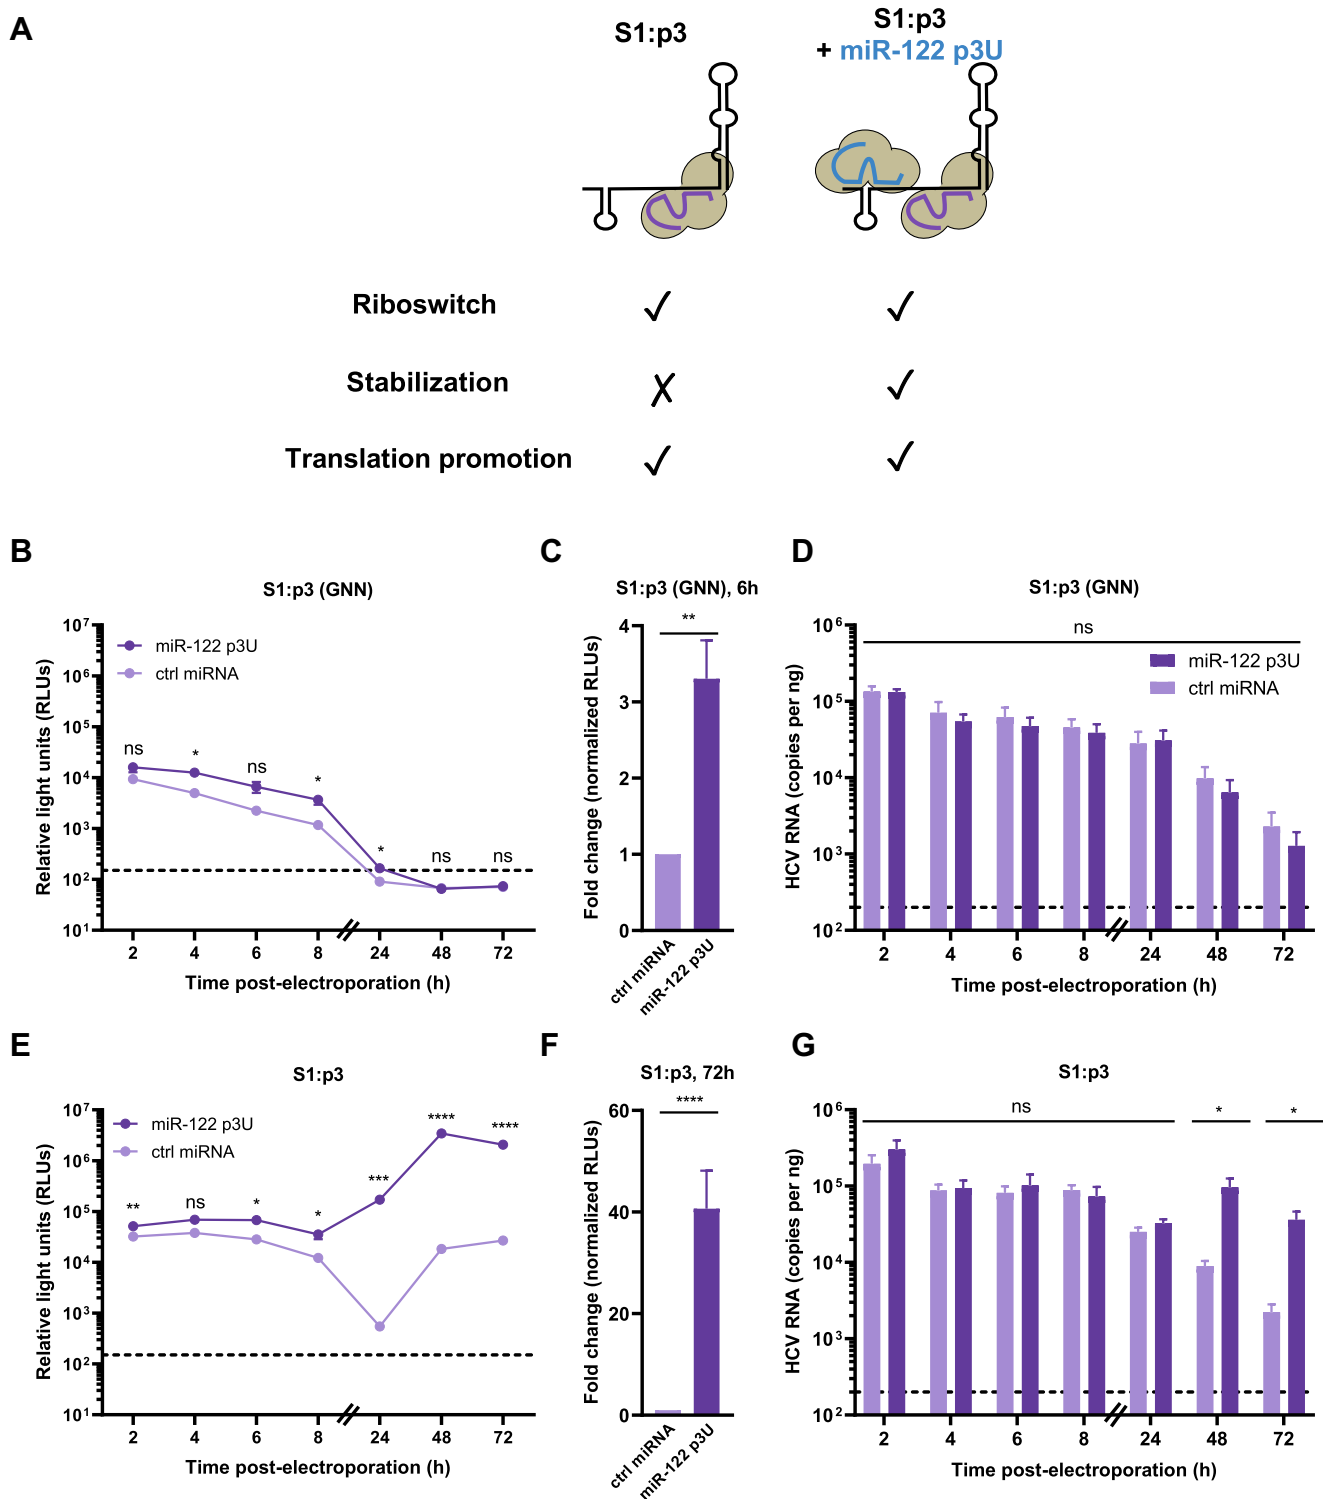 A
S1:p3
S1:p3
+ miR-122 p3U
Riboswitch
✓
✓
Stabilization
✗
✓
Translation promotion
✓
✓
B
S1:p3 (GNN)
Relative light units (RLUs)
10⁷
10⁶
10⁵
10⁴
10³
10²
10¹
miR-122 p3U
ctrl miRNA
ns
*
ns
*
*
ns
ns
2
4
6
8
24
48
72
Time post-electroporation (h)
C
S1:p3 (GNN), 6h
Fold change (normalized RLUs)
4
3
2
1
0
**
ctrl miRNA
miR-122 p3U
D
S1:p3 (GNN)
HCV RNA (copies per ng)
10⁶
10⁵
10⁴
10³
10²
ns
miR-122 p3U
ctrl miRNA
2
4
6
8
24
48
72
Time post-electroporation (h)
E
S1:p3
Relative light units (RLUs)
10⁷
10⁶
10⁵
10⁴
10³
10²
10¹
miR-122 p3U
ctrl miRNA
**
ns
*
*
***
****
****
2
4
6
8
24
48
72
Time post-electroporation (h)
F
S1:p3, 72h
Fold change (normalized RLUs)
60
40
20
0
****
ctrl miRNA
miR-122 p3U
G
S1:p3
HCV RNA (copies per ng)
10⁶
10⁵
10⁴
10³
10²
ns
*
*
2
4
6
8
24
48
72
Time post-electroporation (h)